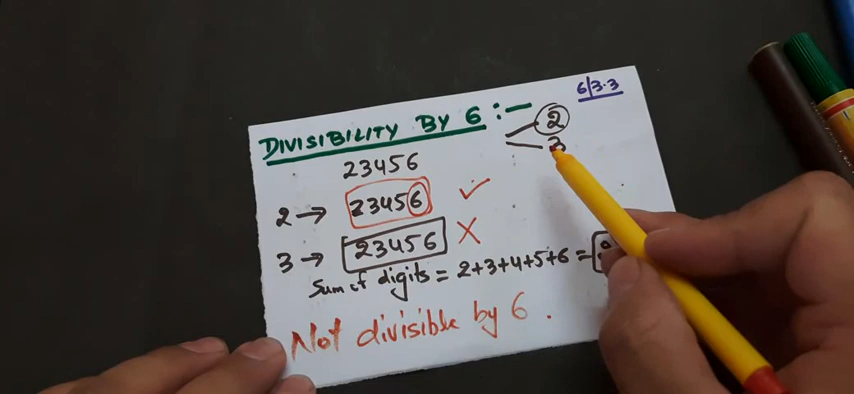 6/3.3
DIVISIBILITY BY 6 :-
2
3
23456
2 → 23456 ✓
3 → 23456 ✗
Sum of digits = 2+3+4+5+6 =
Not divisible by 6.